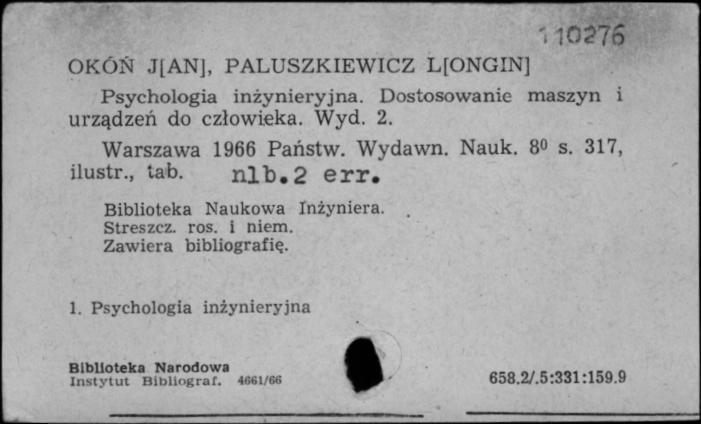 110276
OKÓŃ J[AN], PALUSZKIEWICZ L[ONGIN]
Psychologia inżynieryjna. Dostosowanie maszyn i
urządzeń do człowieka. Wyd. 2.
Warszawa 1966 Państw. Wydawn. Nauk. 8⁰ s. 317,
ilustr., tab. nlb.2 err.
Biblioteka Naukowa Inżyniera.
Streszcz. ros. i niem.
Zawiera bibliografię.
1. Psychologia inżynieryjna
Biblioteka Narodowa
Instytut Bibliograf. 4661/66
658.2/.5:331:159.9